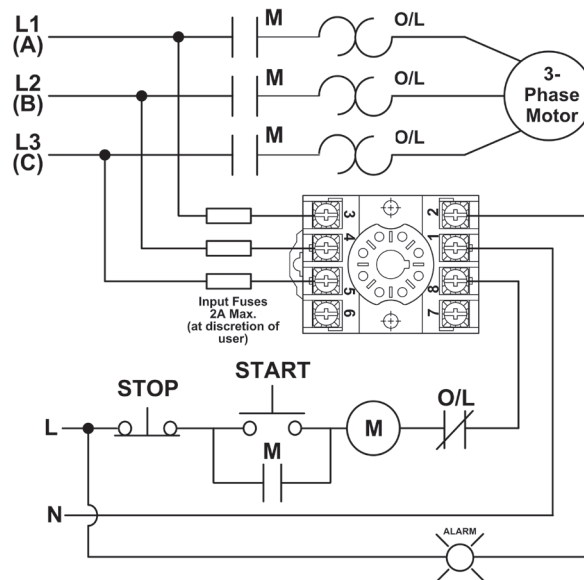 L1
(A)
M
O/L
L2
(B)
M
O/L
3-
Phase
Motor
L3
(C)
M
O/L
3
2
4
1
5
8
6
7
Input Fuses
2A Max.
(at discretion of
user)
STOP
START
O/L
L
M
M
N
ALARM